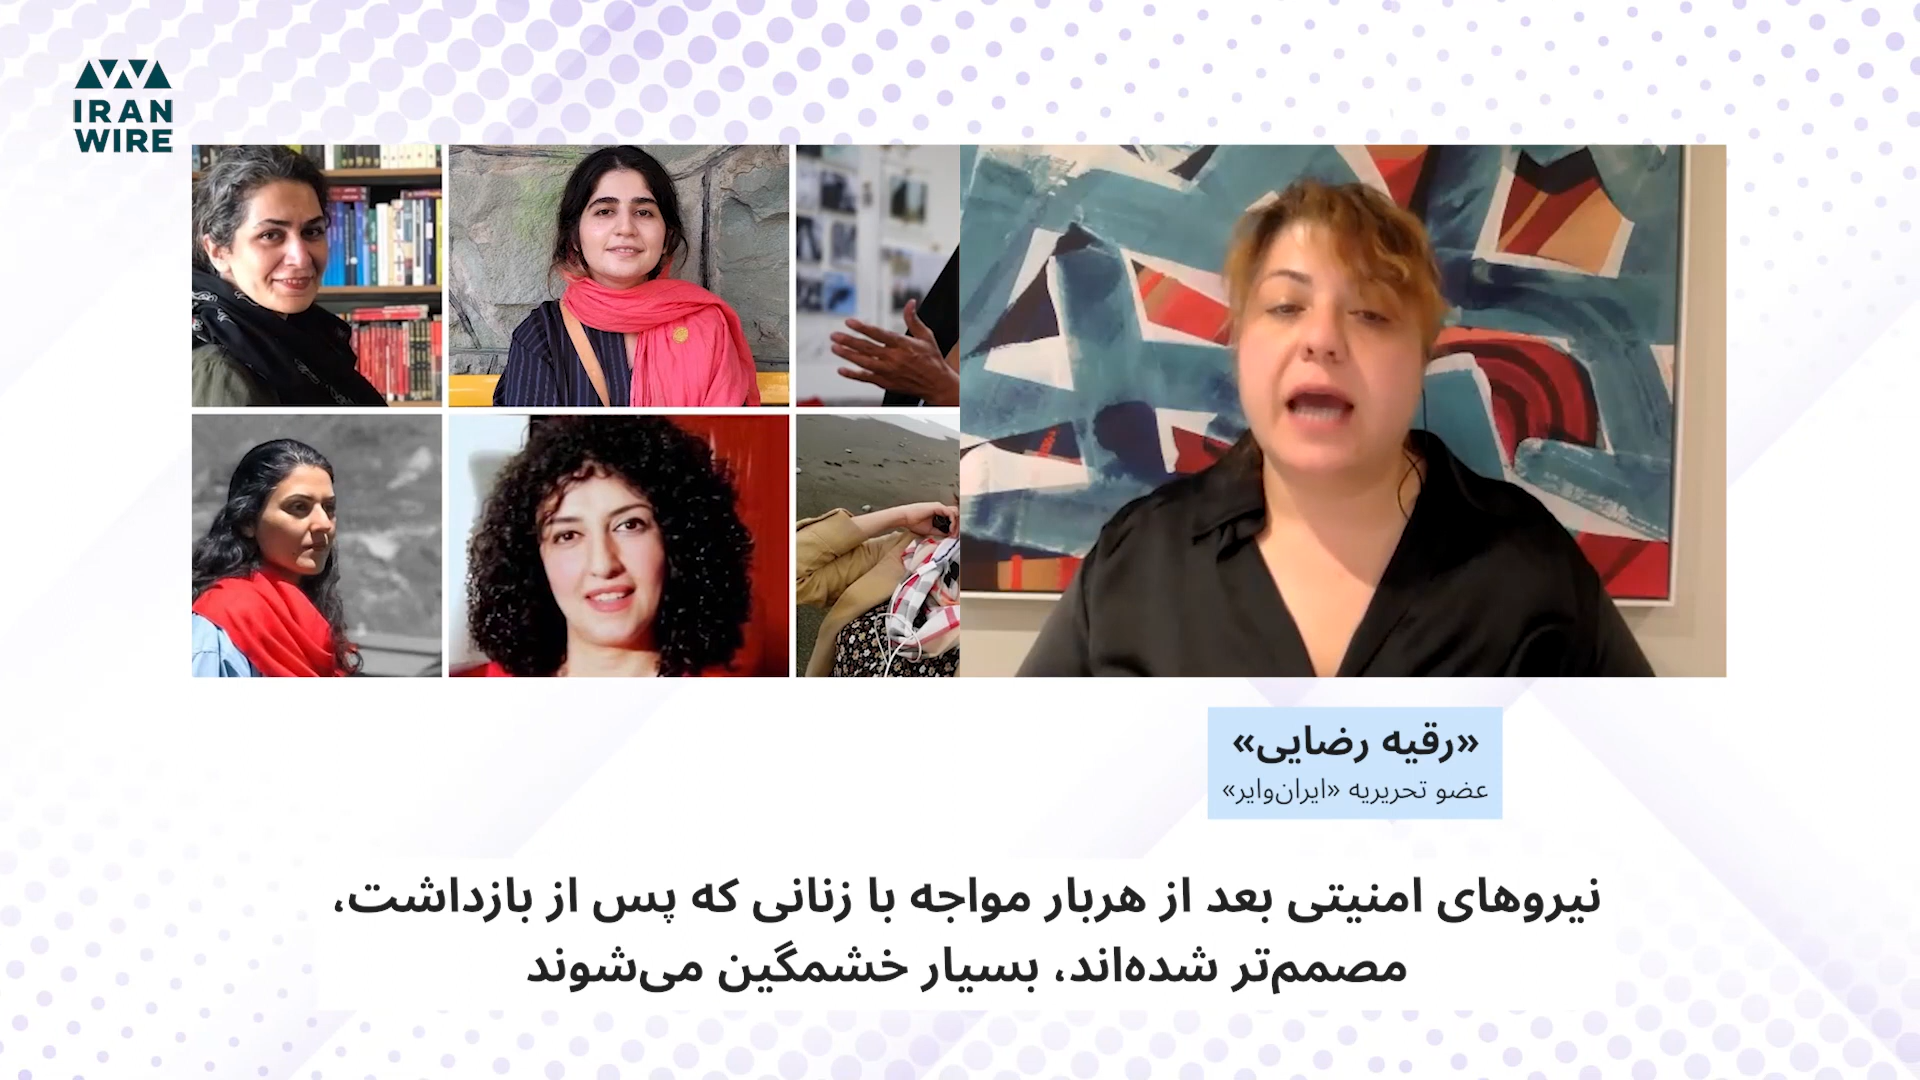 IRAN
WIRE
«رقیه رضایی»
عضو تحریریه «ایران‌وایر»
نیروهای امنیتی بعد از هربار مواجه با زنانی که پس از بازداشت،
مصمم‌تر شده‌اند، بسیار خشمگین می‌شوند